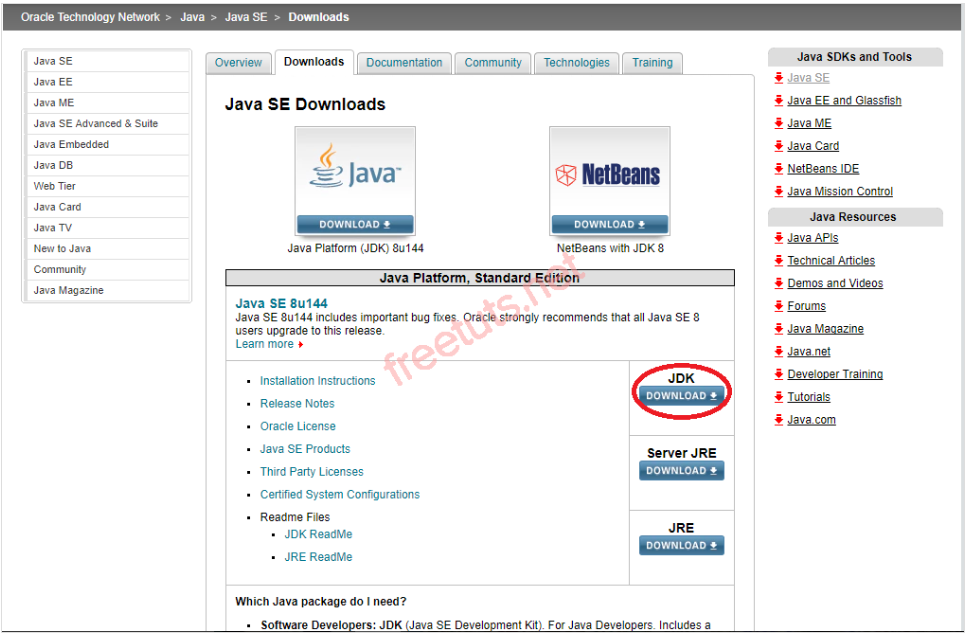 Oracle Technology Network > Java > Java SE > Downloads
Java SE
Java EE
Java ME
Java SE Advanced & Suite
Java Embedded
Java DB
Web Tier
Java Card
Java TV
New to Java
Community
Java Magazine
Overview Downloads Documentation Community Technologies Training
Java SE Downloads
Java™
DOWNLOAD
Java Platform (JDK) 8u144
NetBeans
DOWNLOAD
NetBeans with JDK 8
Java Platform, Standard Edition
Java SE 8u144
Java SE 8u144 includes important bug fixes. Oracle strongly recommends that all Java SE 8
users upgrade to this release.
Learn more
Installation Instructions
Release Notes
Oracle License
Java SE Products
Third Party Licenses
Certified System Configurations
Readme Files
JDK ReadMe
JRE ReadMe
JDK
DOWNLOAD
Server JRE
DOWNLOAD
JRE
DOWNLOAD
Which Java package do I need?
Software Developers: JDK (Java SE Development Kit). For Java Developers. Includes a
freetuts.net
Java SDKs and Tools
Java SE
Java EE and Glassfish
Java ME
Java Card
NetBeans IDE
Java Mission Control
Java Resources
Java APIs
Technical Articles
Demos and Videos
Forums
Java Magazine
Java.net
Developer Training
Tutorials
Java.com